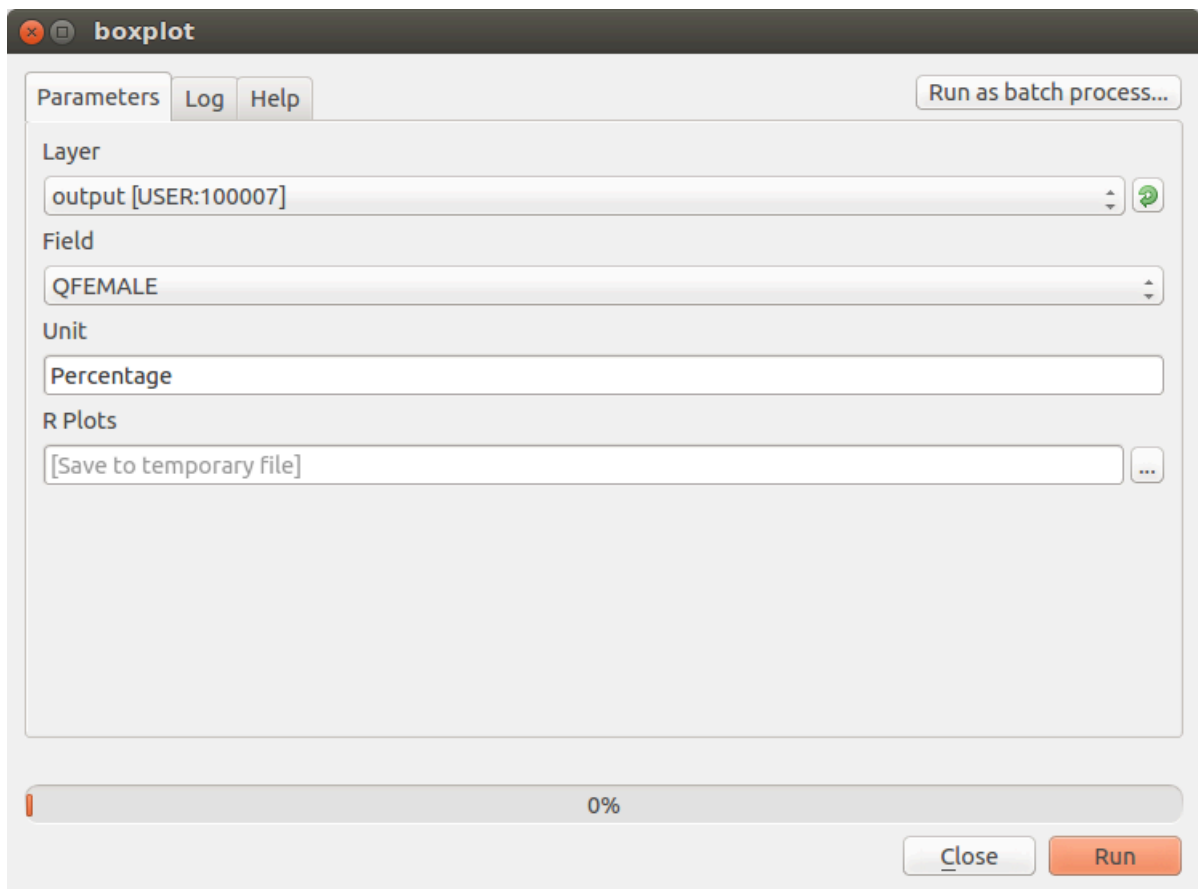 boxplot
Parameters Log Help Run as batch process...
Layer
output [USER:100007]
Field
QFEMALE
Unit
Percentage
R Plots
[Save to temporary file] ...
0%
Close Run